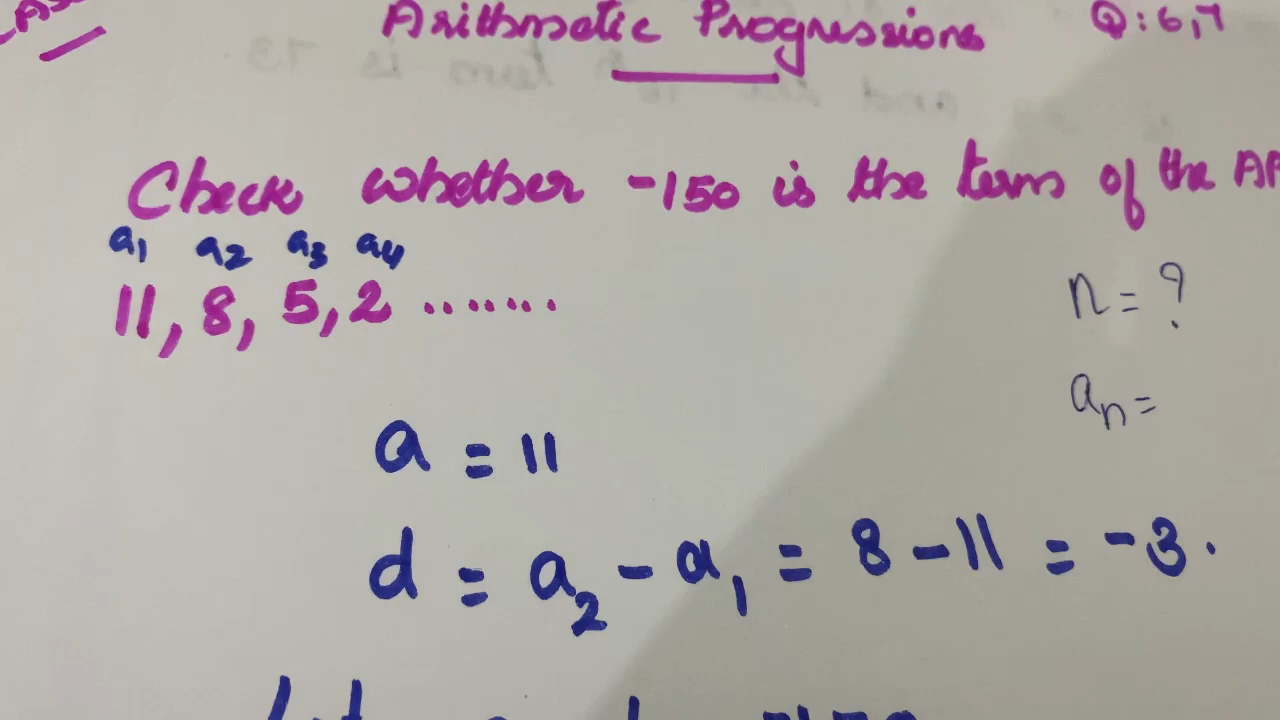 Arithmetic Progressions Q:6,7
Check whether -150 is the term of the AP
a1 a2 a3 a4
11, 8, 5, 2 .......
n = ?
an =
a = 11
d = a2 - a1 = 8 - 11 = -3.